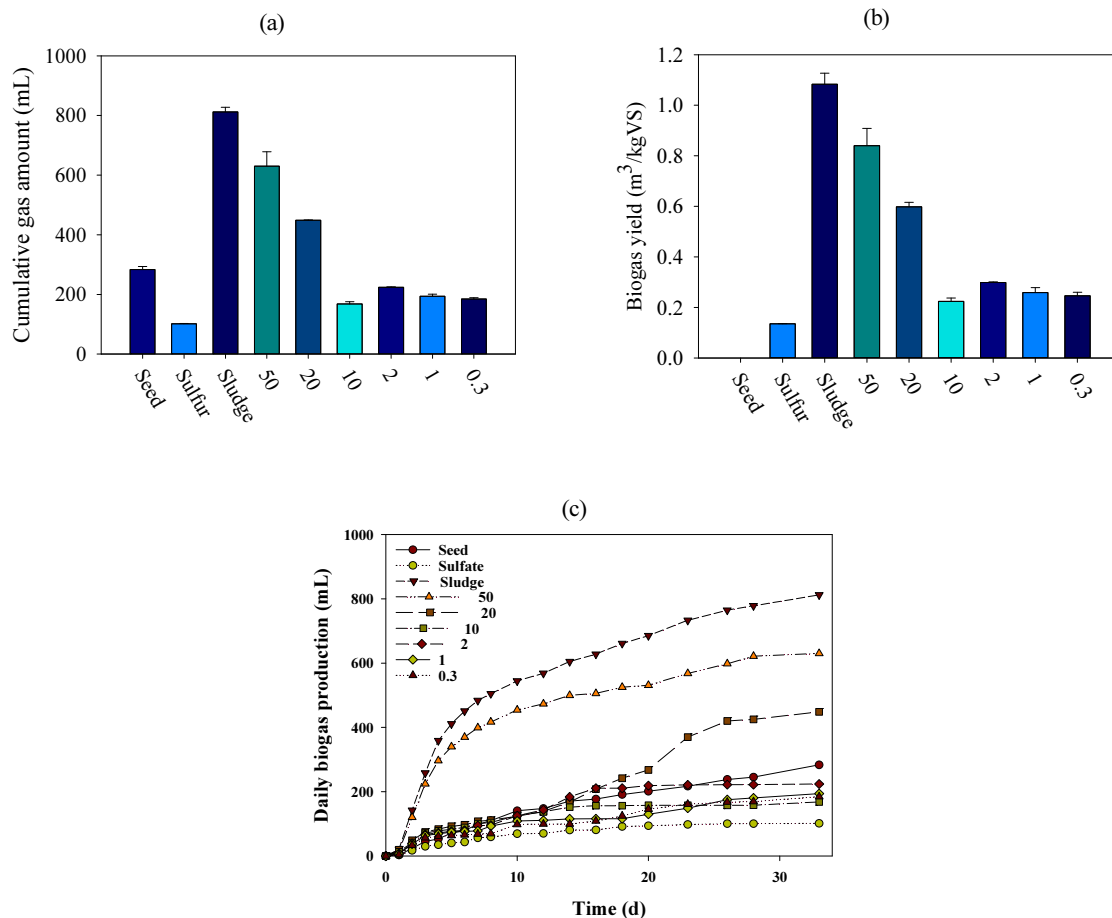 (a)
Cumulative gas amount (mL)
1000
800
600
400
200
0
Seed
Sulfur
Sludge
50
20
10
2
1
0.3
(b)
Biogas yield (m³/kgVS)
1.2
1.0
0.8
0.6
0.4
0.2
0.0
Seed
Sulfur
Sludge
50
20
10
2
1
0.3
(c)
Daily biogas production (mL)
1000
800
600
400
200
0
Seed
Sulfate
Sludge
50
20
10
2
1
0.3
0
10
20
30
Time (d)